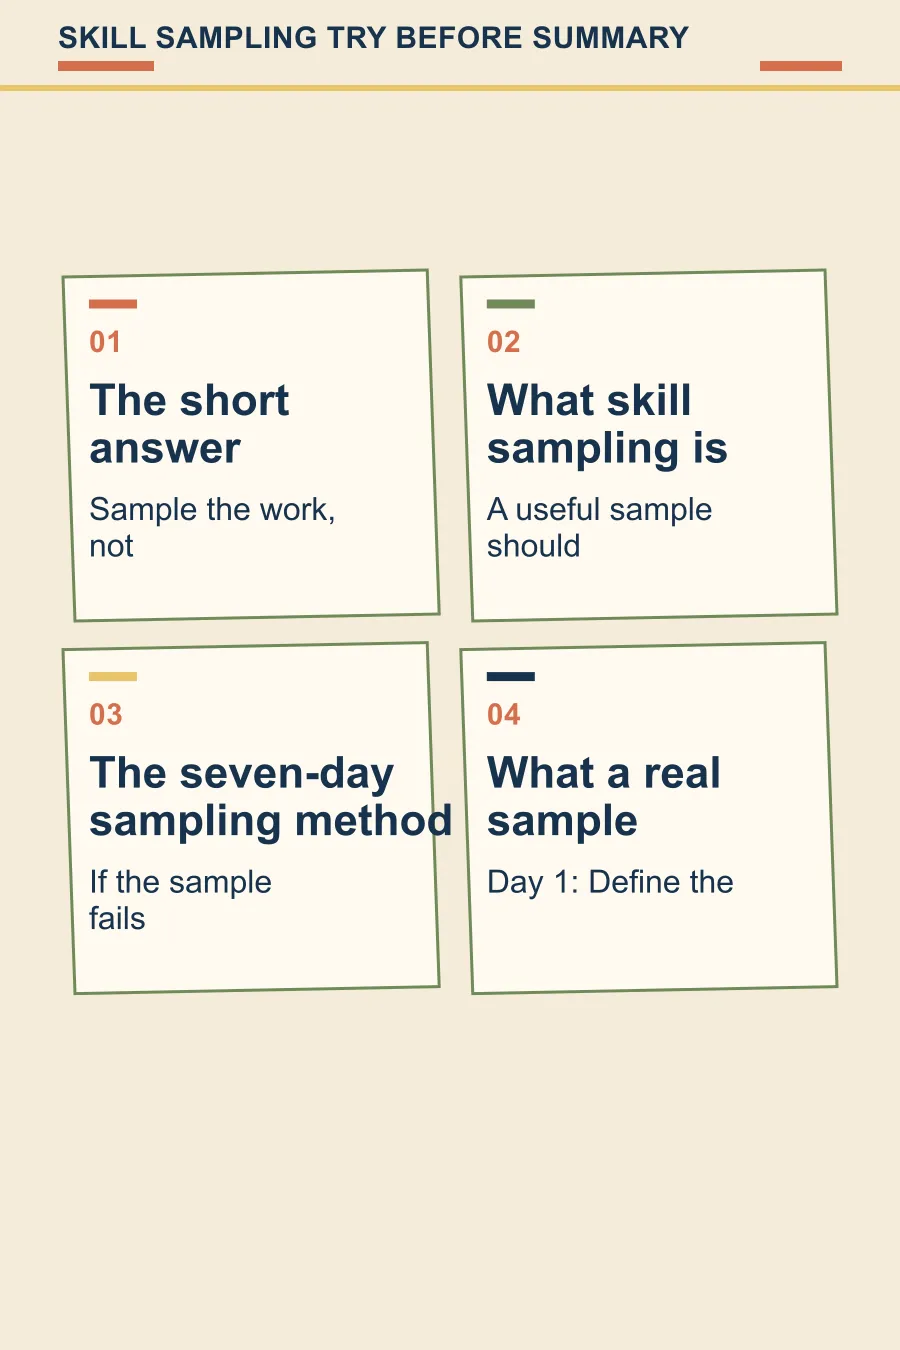 SKILL SAMPLING TRY BEFORE SUMMARY
01
The short
answer
Sample the work,
not
02
What skill
sampling is
A useful sample
should
03
The seven-day
sampling method
If the sample
fails
04
What a real
sample
Day 1: Define the